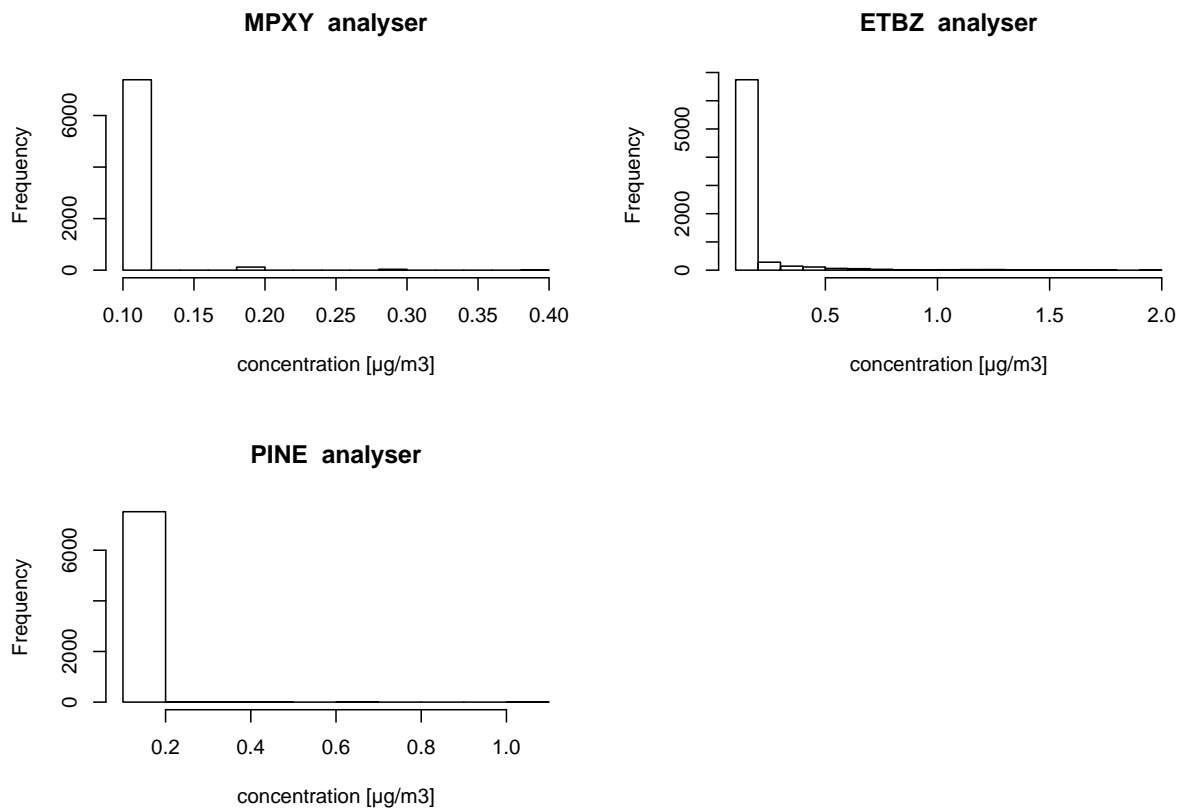 MPXY analyser
Frequency
0 2000 6000
0.10 0.15 0.20 0.25 0.30 0.35 0.40
concentration [µg/m3]
ETBZ analyser
Frequency
0 2000 5000
0.5 1.0 1.5 2.0
concentration [µg/m3]
PINE analyser
Frequency
0 2000 6000
0.2 0.4 0.6 0.8 1.0
concentration [µg/m3]